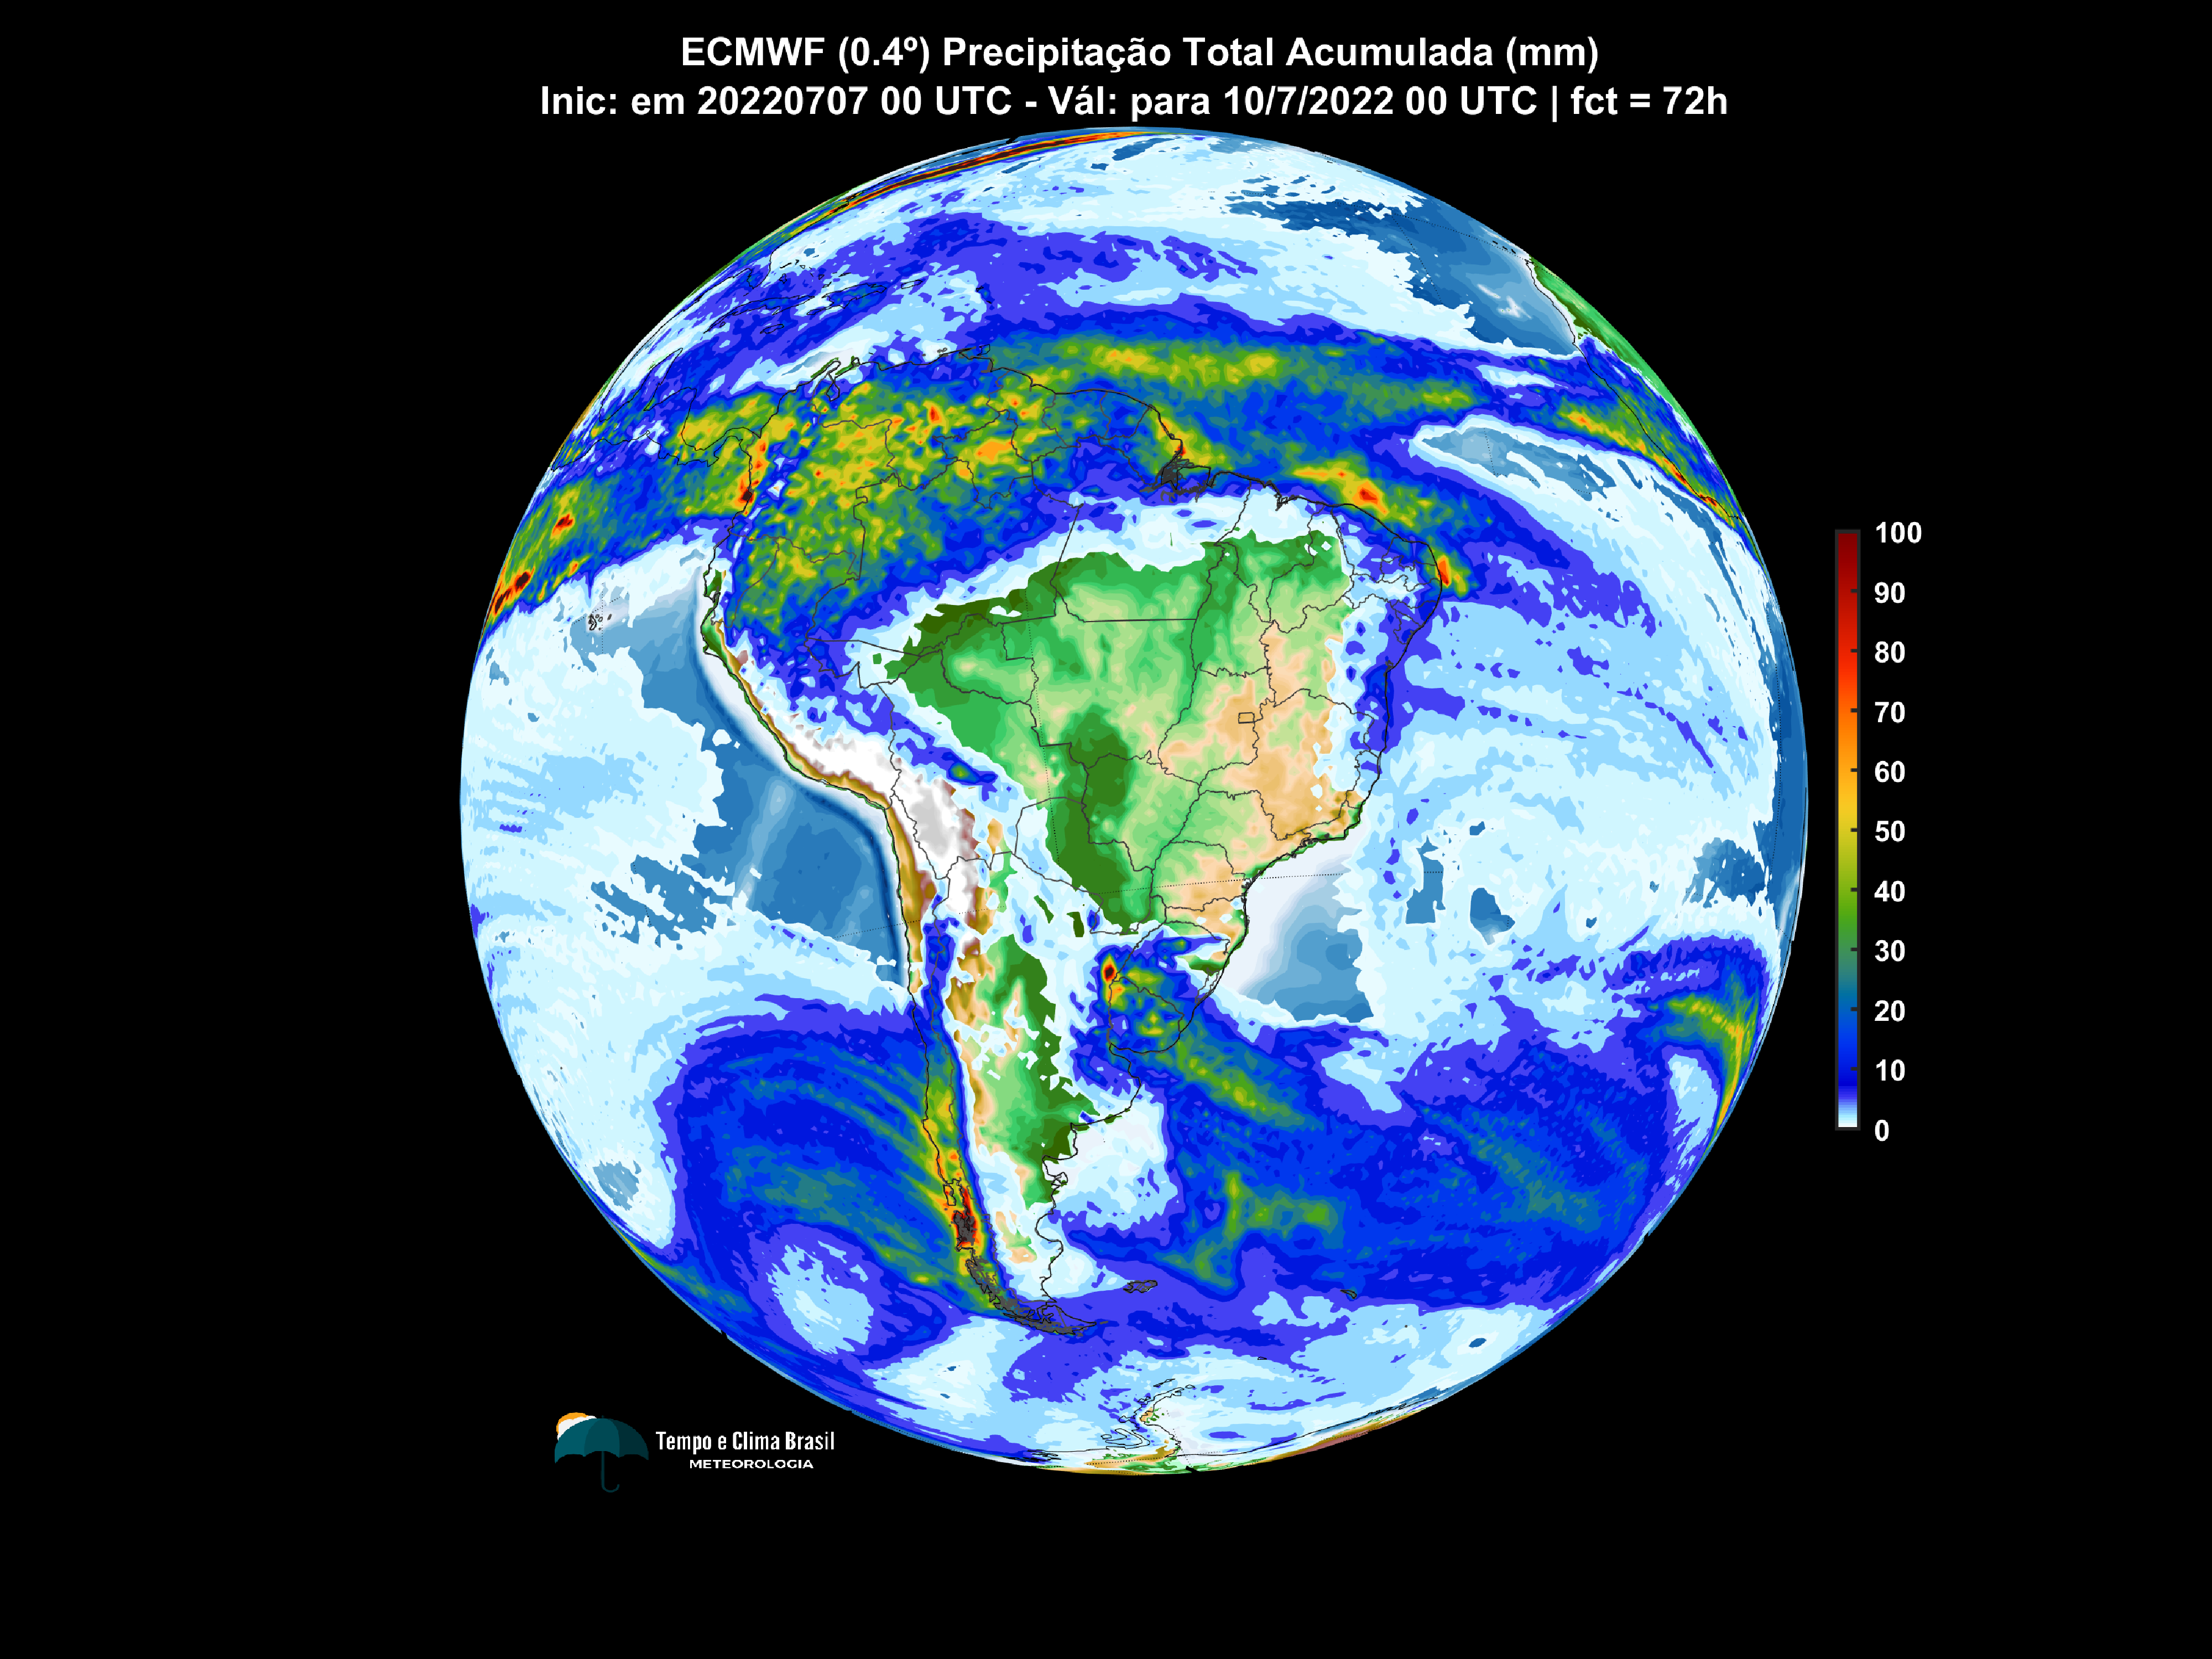 ECMWF (0.4º) Precipitação Total Acumulada (mm)
Inic: em 20220707 00 UTC - Vál: para 10/7/2022 00 UTC | fct = 72h
100
90
80
70
60
50
40
30
20
10
0
Tempo e Clima Brasil
METEOROLOGIA